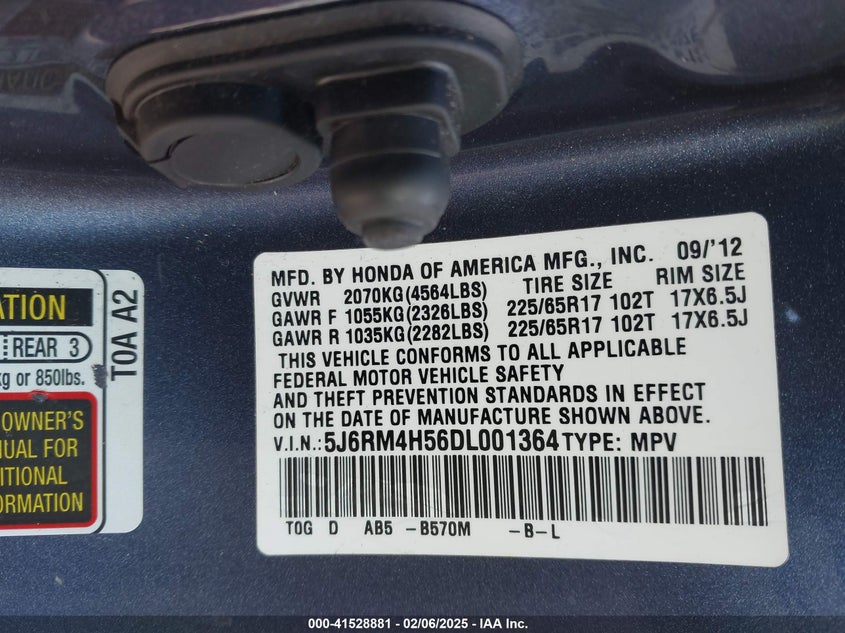 MFD. BY HONDA OF AMERICA MFG., INC. 09/'12
GVWR 2070KG(4564LBS) TIRE SIZE RIM SIZE
GAWR F 1055KG(2326LBS) 225/65R17 102T 17X6.5J
GAWR R 1035KG(2282LBS) 225/65R17 102T 17X6.5J
THIS VEHICLE CONFORMS TO ALL APPLICABLE
FEDERAL MOTOR VEHICLE SAFETY
AND THEFT PREVENTION STANDARDS IN EFFECT
ON THE DATE OF MANUFACTURE SHOWN ABOVE.
V.I.N.:5J6RM4H56DL001364 TYPE: MPV
TOG D AB5 -B570M -B-L
ATION
REAR 3
kg or 850lbs.
TOA A2
OWNER'S
UAL FOR
ITIONAL
ORMATION
000-41528881 - 02/06/2025 - IAA Inc.